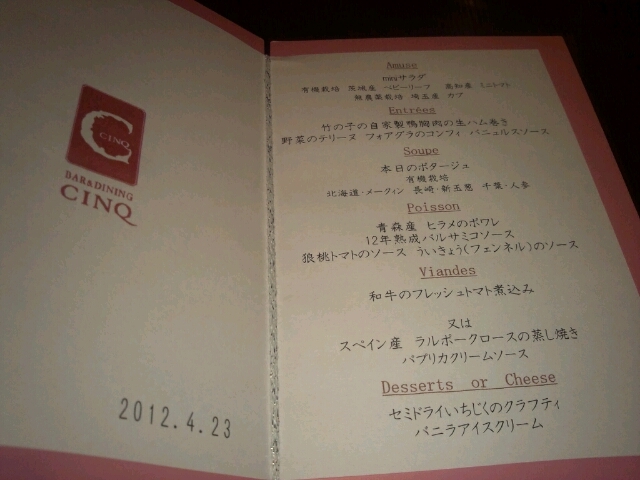 CINQ
BAR&DINING
CINQ
2012.4.23
Amuse
サラダ
有機栽培 茨城産 ベビーリーフ 高知産 ミニトマト
無農薬栽培 埼玉産 カブ
Entrées
竹の子の自家製鴨胸肉の生ハム巻き
野菜のテリーヌ フォアグラのコンフィ バニュルスソース
Soupe
本日のポタージュ
有機栽培
北海道・メークィン 長崎・新玉葱 千葉・人参
Poisson
青森産 ヒラメのポワレ
12年熟成バルサミコソース
狼桃トマトのソース ういきょう(フェンネル)のソース
Viandes
和牛のフレッシュトマト煮込み
又は
スペイン産 ラルポークロースの蒸し焼き
パプリカクリームソース
Desserts or Cheese
セミドライいちじくのクラフティ
バニラアイスクリーム